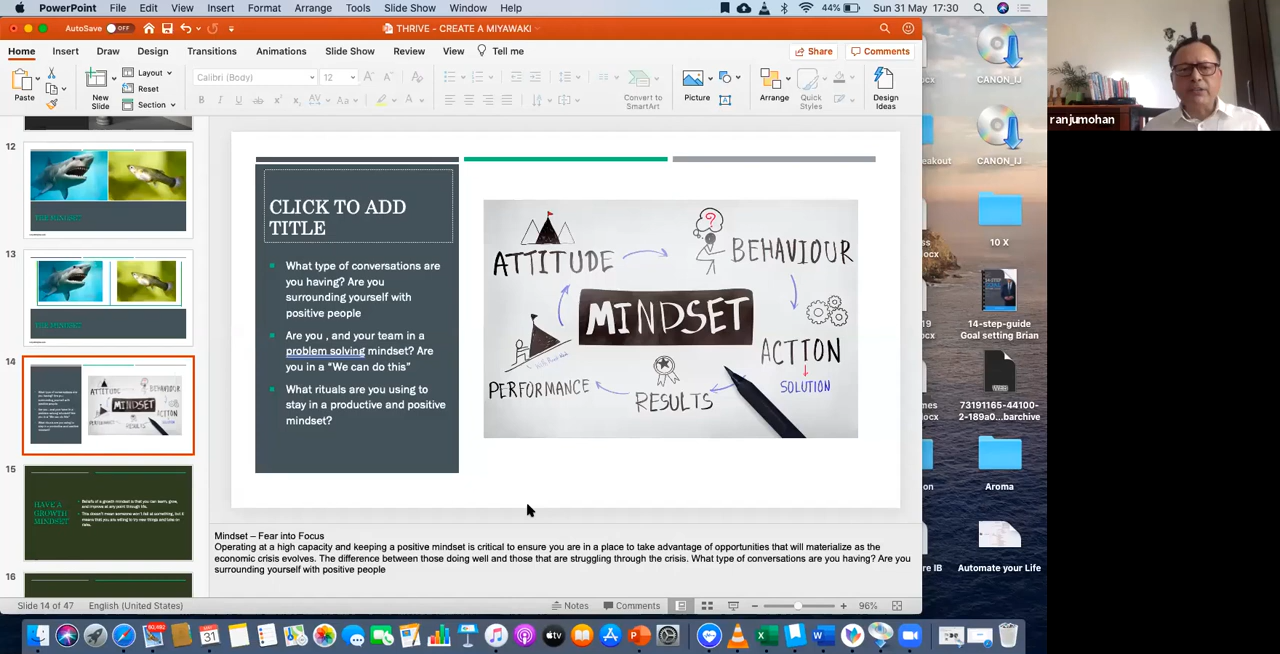 PowerPoint File Edit View Insert Format Arrange Tools Slide Show Window Help 44% Sun 31 May 17:30
AutoSave OFF THRIVE - CREATE A MIYAWAKI
Home Insert Draw Design Transitions Animations Slide Show Review View Tell me Share Comments
Paste New Slide Layout Reset Section Calibri (Body) 12 Convert to SmartArt Picture Arrange Quick Styles Design Ideas
12
13
14
15
HAVE A GROWTH MINDSET
16
CLICK TO ADD
TITLE
What type of conversations are
you having? Are you
surrounding yourself with
positive people
Are you , and your team in a
problem solving mindset? Are
you in a “We can do this”
What rituals are you using to
stay in a productive and positive
mindset?
ATTITUDE
BEHAVIOUR
MINDSET
ACTION
SOLUTION
PERFORMANCE
RESULTS
Mindset – Fear into Focus
Operating at a high capacity and keeping a positive mindset is critical to ensure you are in a place to take advantage of opportunities that will materialize as the
economic crisis evolves. The difference between those doing well and those that are struggling through the crisis. What type of conversations are you having? Are you
surrounding yourself with positive people
Slide 14 of 47 English (United States) Notes Comments 96%
CANON_IJ
CANON_IJ
10 X
14-step-guide
Goal setting Brian
73191165-44100-
2-189a0...barchive
Aroma
Automate your Life
ranjumohan